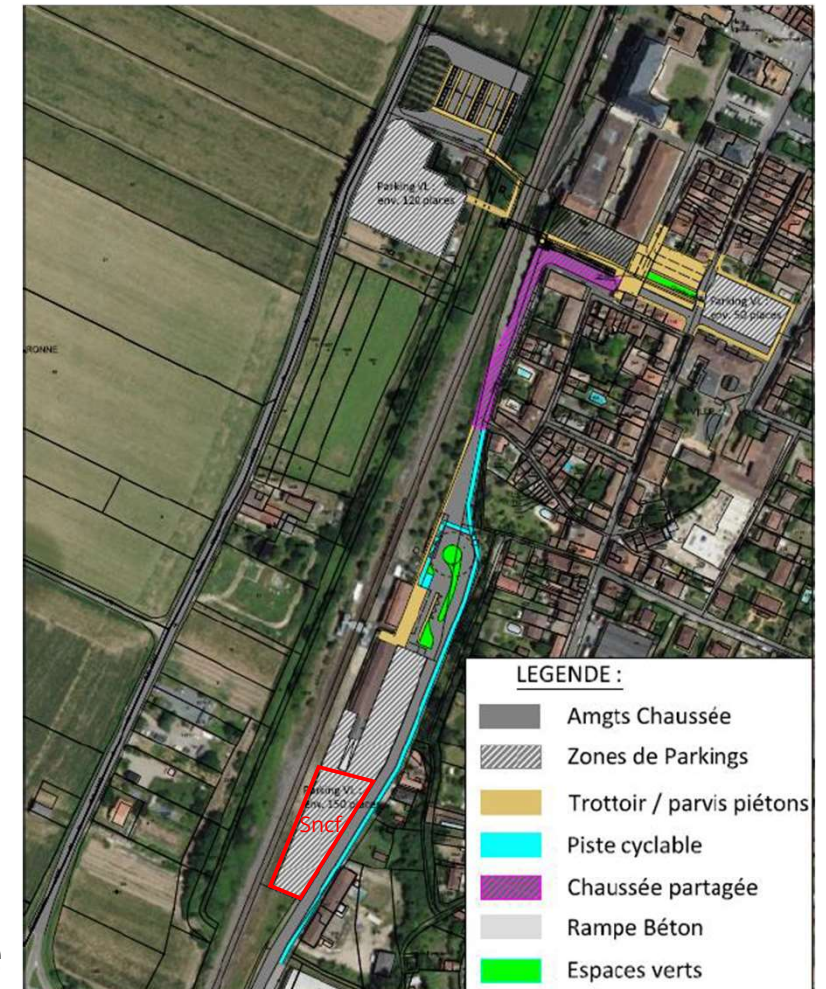 Parking VL :
env. 120 places
Parking VL :
env. 50 places
RONNE
Parking VL :
env. 150 places
Sncf
LEGENDE :
Amgts Chaussée
Zones de Parkings
Trottoir / parvis piétons
Piste cyclable
Chaussée partagée
Rampe Béton
Espaces verts